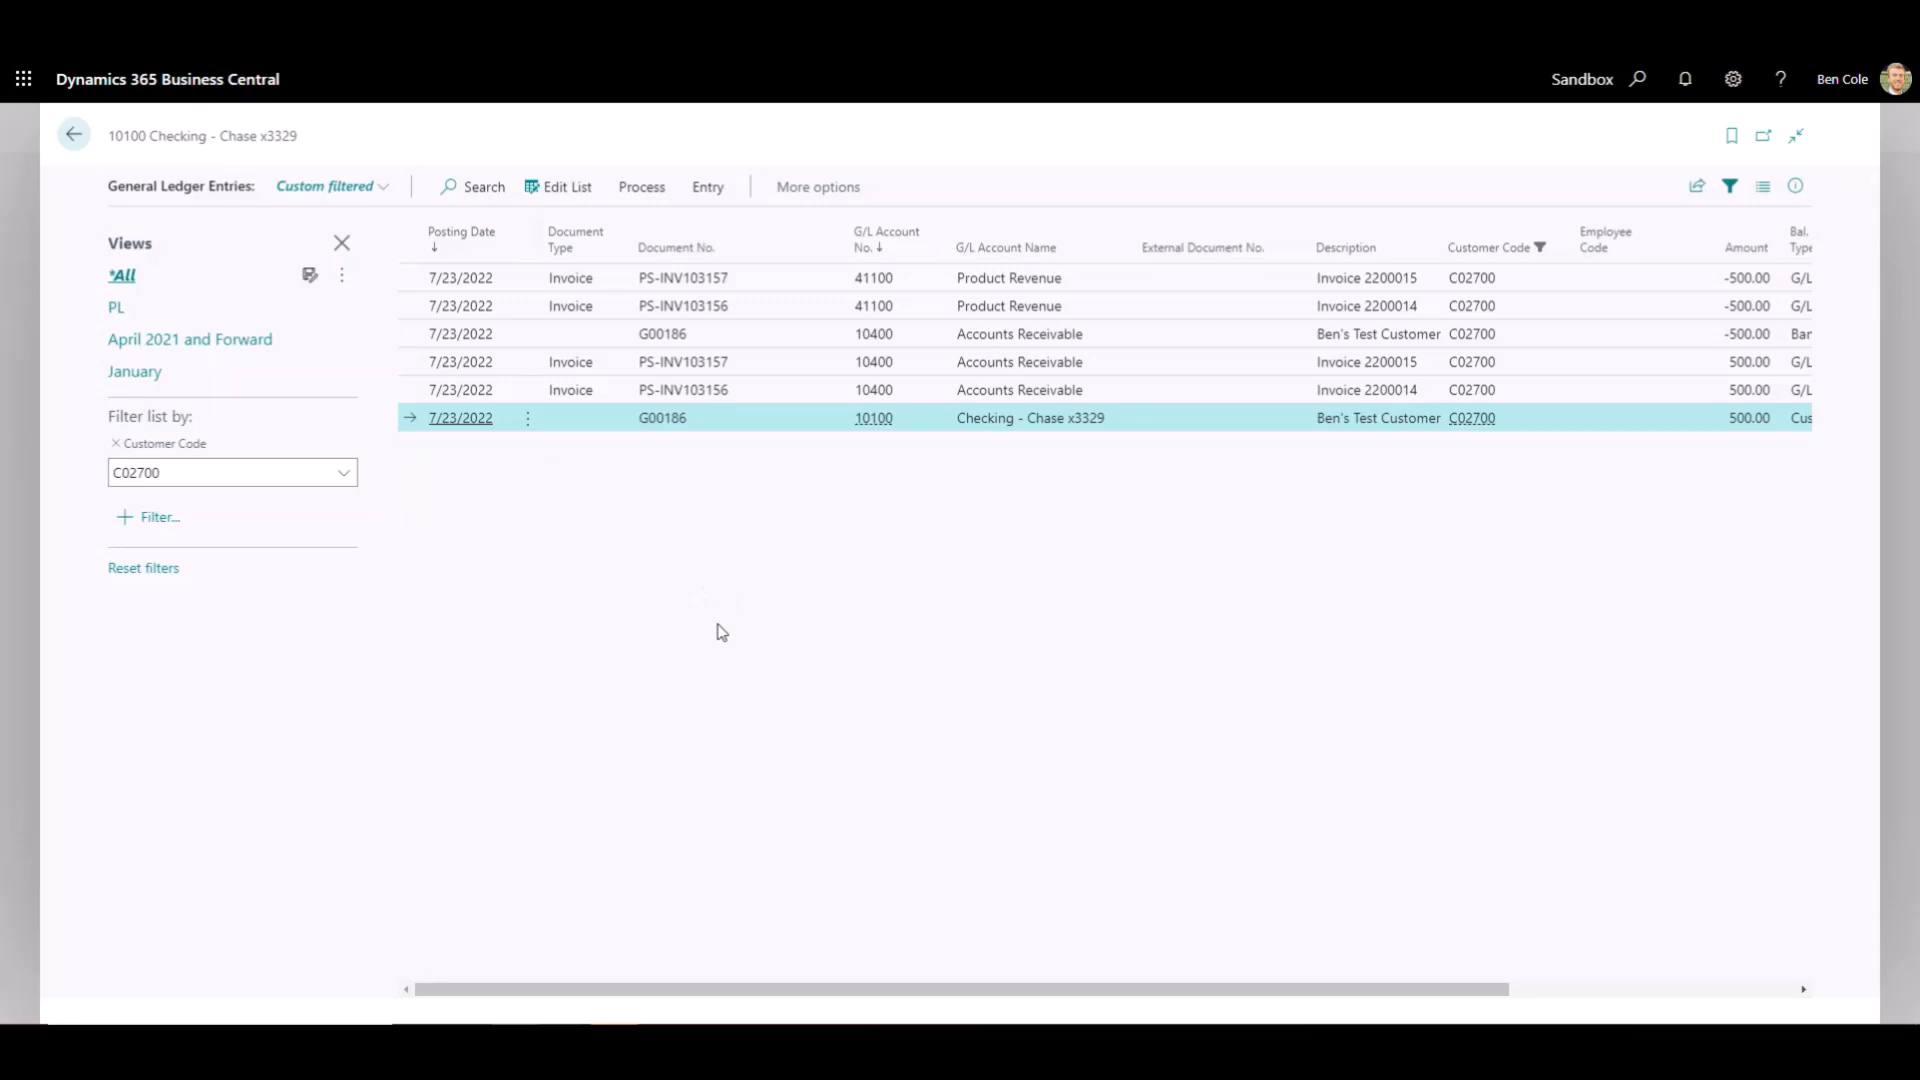 Dynamics 365 Business Central
Sandbox
?
Ben Cole
10100 Checking - Chase x3329
General Ledger Entries: Custom filtered
Search Edit List Process Entry More options
Views
*All
PL
April 2021 and Forward
January
Filter list by:
× Customer Code
C02700
+ Filter...
Reset filters
Posting Date ↓ Document Type Document No. G/L Account No. ↓ G/L Account Name External Document No. Description Customer Code Employee Code Amount Bal. Type
7/23/2022 Invoice PS-INV103157 41100 Product Revenue Invoice 2200015 C02700 -500.00 G/L
7/23/2022 Invoice PS-INV103156 41100 Product Revenue Invoice 2200014 C02700 -500.00 G/L
7/23/2022 G00186 10400 Accounts Receivable Ben's Test Customer C02700 -500.00 Ban
7/23/2022 Invoice PS-INV103157 10400 Accounts Receivable Invoice 2200015 C02700 500.00 G/L
7/23/2022 Invoice PS-INV103156 10400 Accounts Receivable Invoice 2200014 C02700 500.00 G/L
→ 7/23/2022 G00186 10100 Checking - Chase x3329 Ben's Test Customer C02700 500.00 Cus